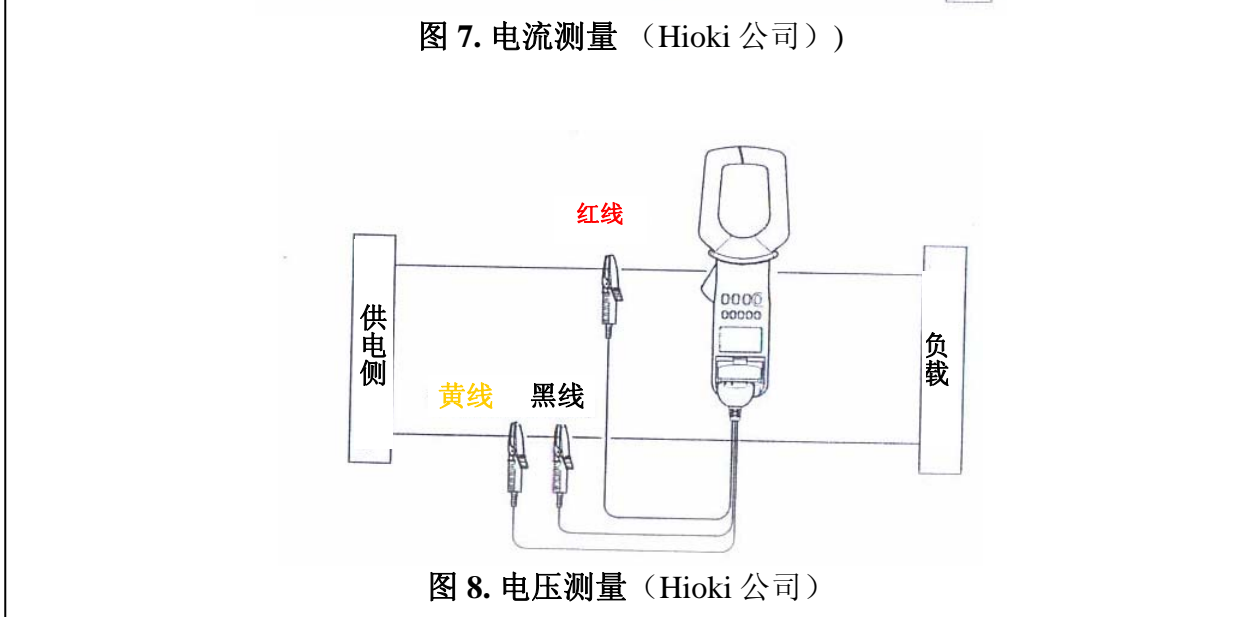 图 7. 电流测量 （Hioki 公司）)
红线
供电侧
负载
黄线 黑线
图 8. 电压测量（Hioki 公司）